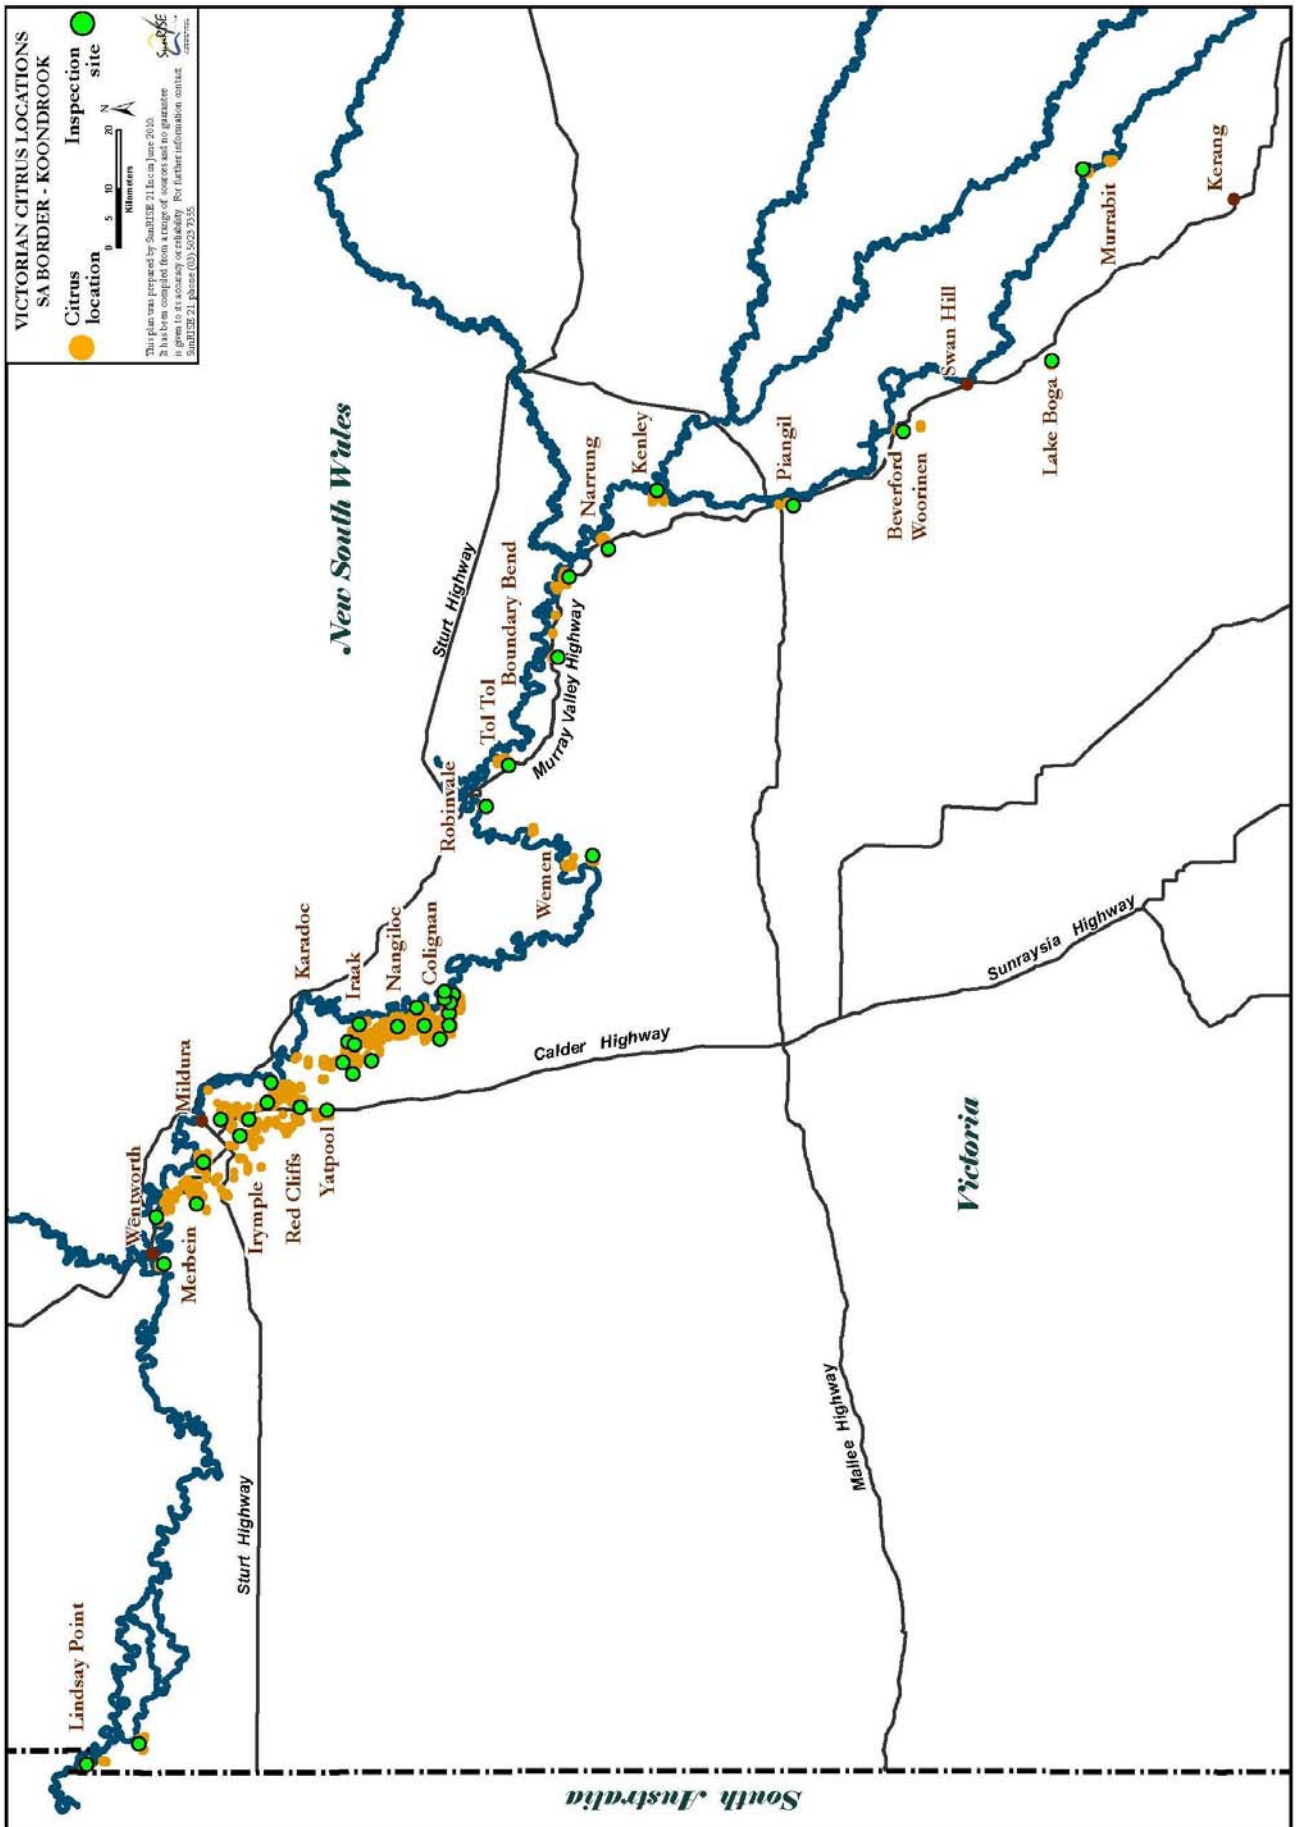 VICTORIAN CITRUS LOCATIONS
SA BORDER - KOONDROOK
Citrus
location
Inspection
site
0 5 10 20
Kilometers
N
This plan was prepared by SunRISE 21 Inc in June 2010.
It has been compiled from a range of sources and no guarantee
is given to its accuracy or reliability. For further information contact
SunRISE 21 phone (03) 5023 7355
SunRISE
New South Wales
Victoria
South Australia
Lindsay Point
Wentworth
Merbein
Mildura
Irymple
Red Cliffs
Yatpool
Karadoc
Iraak
Nangiloc
Colignan
Wemen
Robinvale
Tol Tol
Boundary Bend
Narrung
Kenley
Piangil
Beverford
Woorinen
Swan Hill
Lake Boga
Murrabit
Kerang
Sturt Highway
Sturt Highway
Murray Valley Highway
Calder Highway
Sunraysia Highway
Mallee Highway